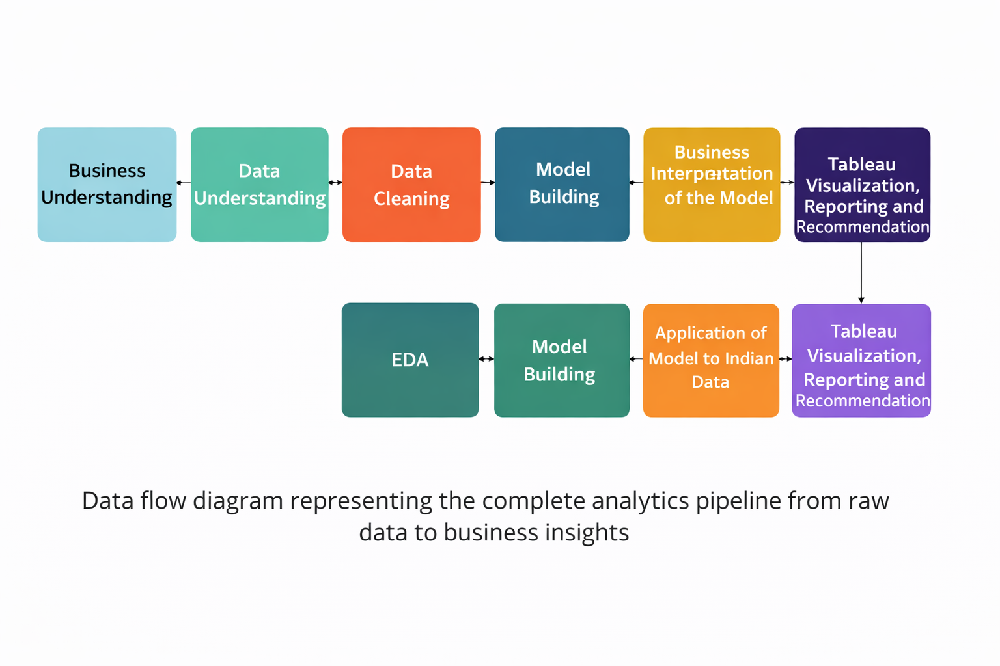 Business
Understanding
Data
Understanding
Data
Cleaning
Model
Building
Business
of the Model
Tableau
Visualization,
Reporting and
Recommendation
EDA
Model
Building
Application of
Model to Indian
Data
Tableau
Visualization,
Reporting and
Recommendation
Data flow diagram representing the complete analytics pipeline from raw
data to business insights